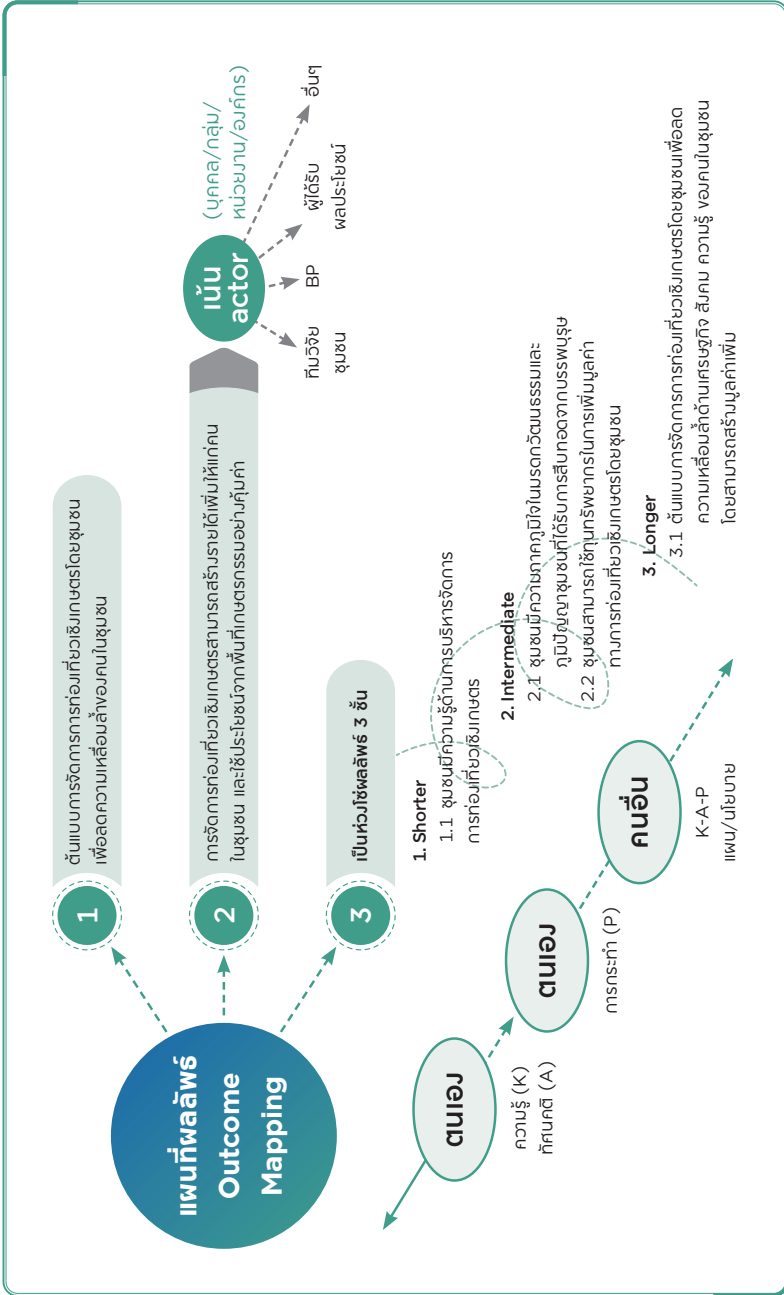 แผนที่ผลลัพธ์
Outcome
Mapping
1
ต้นแบบการจัดการการท่องเที่ยวเชิงเกษตรโดยชุมชน
เพื่อลดความเหลื่อมล้ำของคนในชุมชน
2
การจัดการท่องเที่ยวเชิงเกษตรสามารถสร้างรายได้เพิ่มให้แก่คน
ในชุมชน และใช้ประโยชน์จากพื้นที่เกษตรกรรมอย่างคุ้มค่า
เน้น
actor
(บุคคล/กลุ่ม/
หน่วยงาน/องค์กร)
ทีมวิจัย
ชุมชน
BP
ผู้ได้รับ
ผลประโยชน์
อื่นๆ
3
เป็นห่วงโซ่ผลลัพธ์ 3 ชั้น
1. Shorter
1.1 ชุมชนมีความรู้ด้านการบริหารจัดการ
การท่องเที่ยวเชิงเกษตร
2. Intermediate
2.1 ชุมชนมีความภาคภูมิใจในมรดกวัฒนธรรมและ
ภูมิปัญญาชุมชนที่ได้รับการสืบทอดจากบรรพบุรุษ
2.2 ชุมชนสามารถใช้ทุนทรัพยากรในการเพิ่มมูลค่า
ทางการท่องเที่ยวเชิงเกษตรโดยชุมชน
3. Longer
3.1 ต้นแบบการจัดการการท่องเที่ยวเชิงเกษตรโดยชุมชนเพื่อลด
ความเหลื่อมล้ำด้านเศรษฐกิจ สังคม ความรู้ ของคนในชุมชน
โดยสามารถสร้างมูลค่าเพิ่ม
ตนเอง
ความรู้ (K)
ทัศนคติ (A)
ตนเอง
การกระทำ (P)
คนอื่น
K-A-P
แผน/นโยบาย